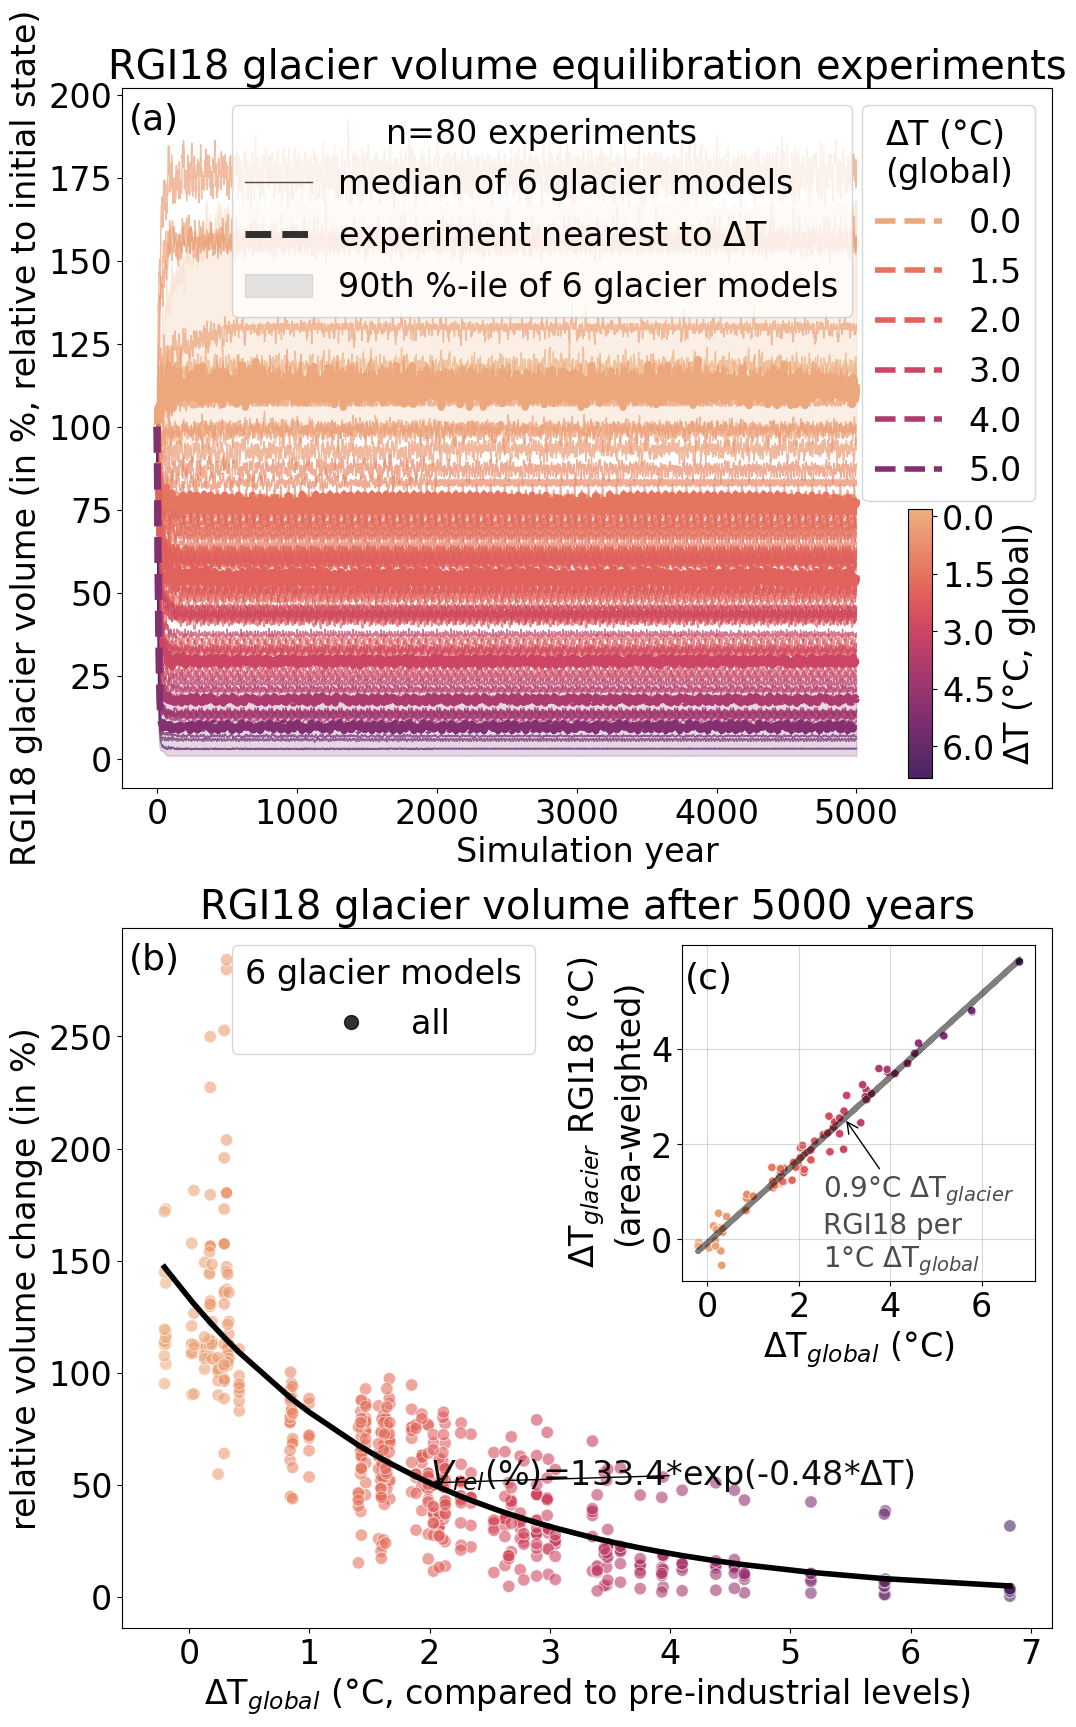 RGI18 glacier volume equilibration experiments
(a)
n=80 experiments
median of 6 glacier models
experiment nearest to ΔT
90th %-ile of 6 glacier models
ΔT (°C)
(global)
0.0
1.5
2.0
3.0
4.0
5.0
0.0
1.5
3.0
4.5
6.0
ΔT (°C, global)
RGI18 glacier volume (in %, relative to initial state)
200
175
150
125
100
75
50
25
0
0 1000 2000 3000 4000 5000
Simulation year
RGI18 glacier volume after 5000 years
(b)
6 glacier models
all
relative volume change (in %)
250
200
150
100
50
0
V_rel(%)=133.4*exp(-0.48*ΔT)
0 1 2 3 4 5 6 7
ΔT_global (°C, compared to pre-industrial levels)
(c)
ΔT_glacier RGI18 (°C)
(area-weighted)
4
2
0
0.9°C ΔT_glacier
RGI18 per
1°C ΔT_global
0 2 4 6
ΔT_global (°C)